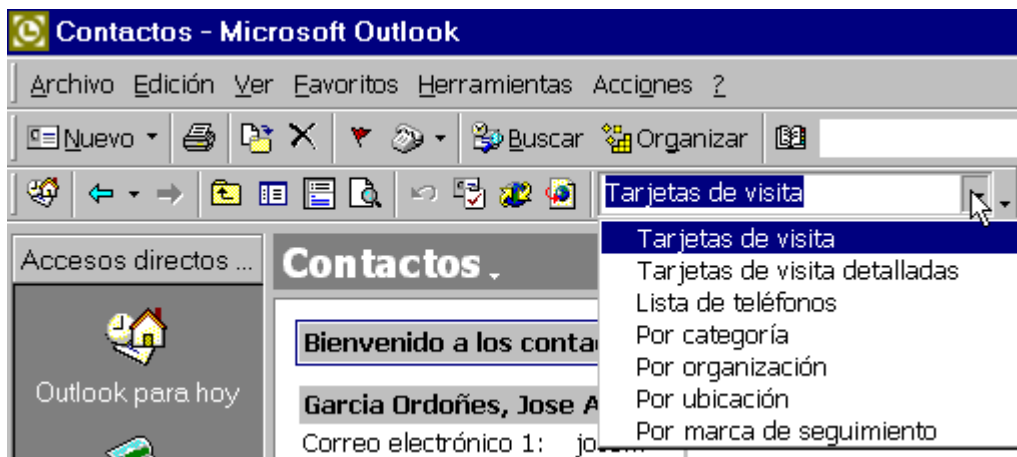 Contactos - Microsoft Outlook
Archivo Edición Ver Favoritos Herramientas Acciones ?
Nuevo Buscar Organizar
Tarjetas de visita
Accesos directos ...
Contactos.
Tarjetas de visita
Tarjetas de visita detalladas
Lista de teléfonos
Por categoría
Por organización
Por ubicación
Por marca de seguimiento
Outlook para hoy
Bienvenido a los conta
Garcia Ordoñes, Jose A
Correo electrónico 1: